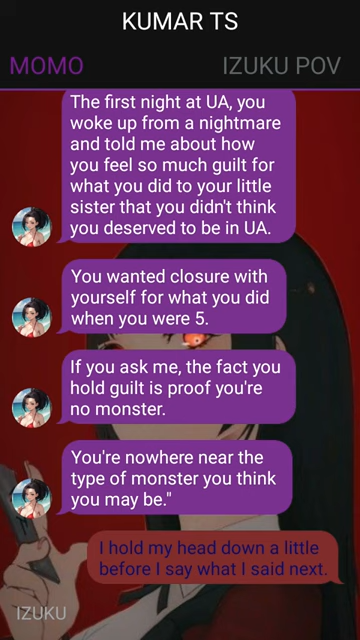 KUMAR TS
MOMO
IZUKU POV
The first night at UA, you
woke up from a nightmare
and told me about how
you feel so much guilt for
what you did to your little
sister that you didn't think
you deserved to be in UA.
You wanted closure with
yourself for what you did
when you were 5.
If you ask me, the fact you
hold guilt is proof you're
no monster.
You're nowhere near the
type of monster you think
you may be."
I hold my head down a little
before I say what I said next.
IZUKU